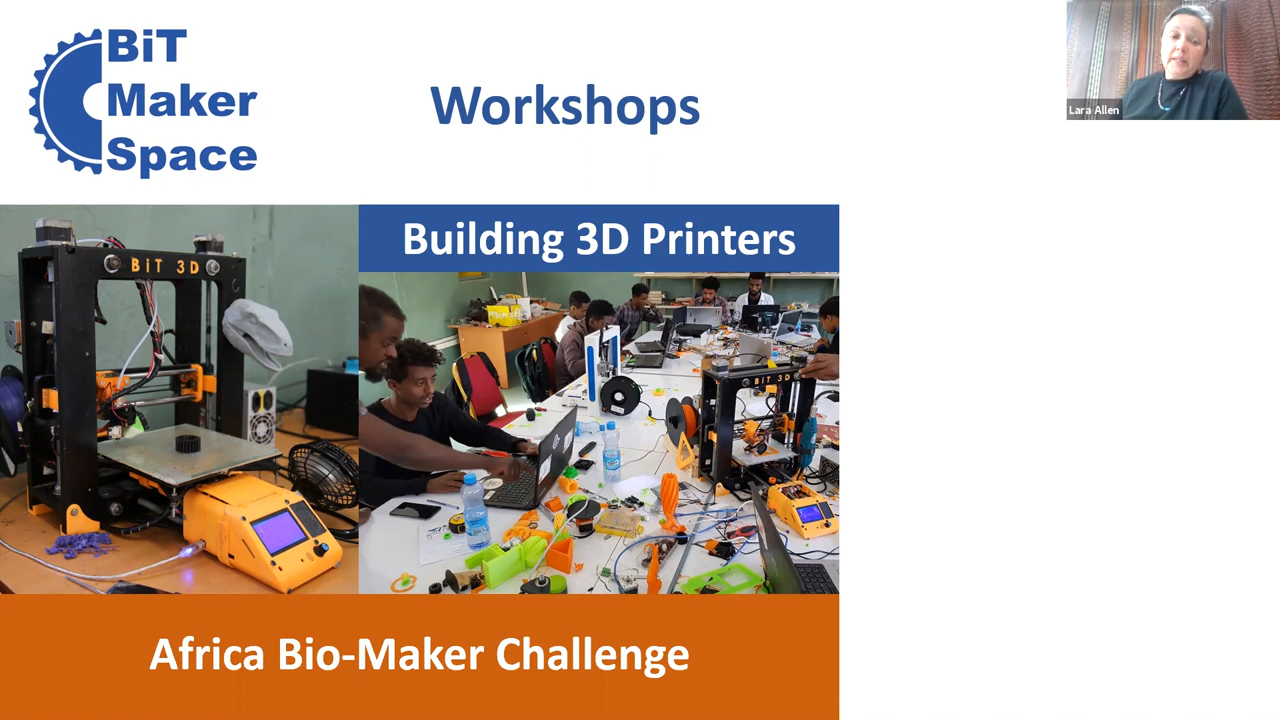 BiT
Maker
Space
Workshops
Lara Allen
Building 3D Printers
BiT 3D
BiT 3D
Africa Bio-Maker Challenge